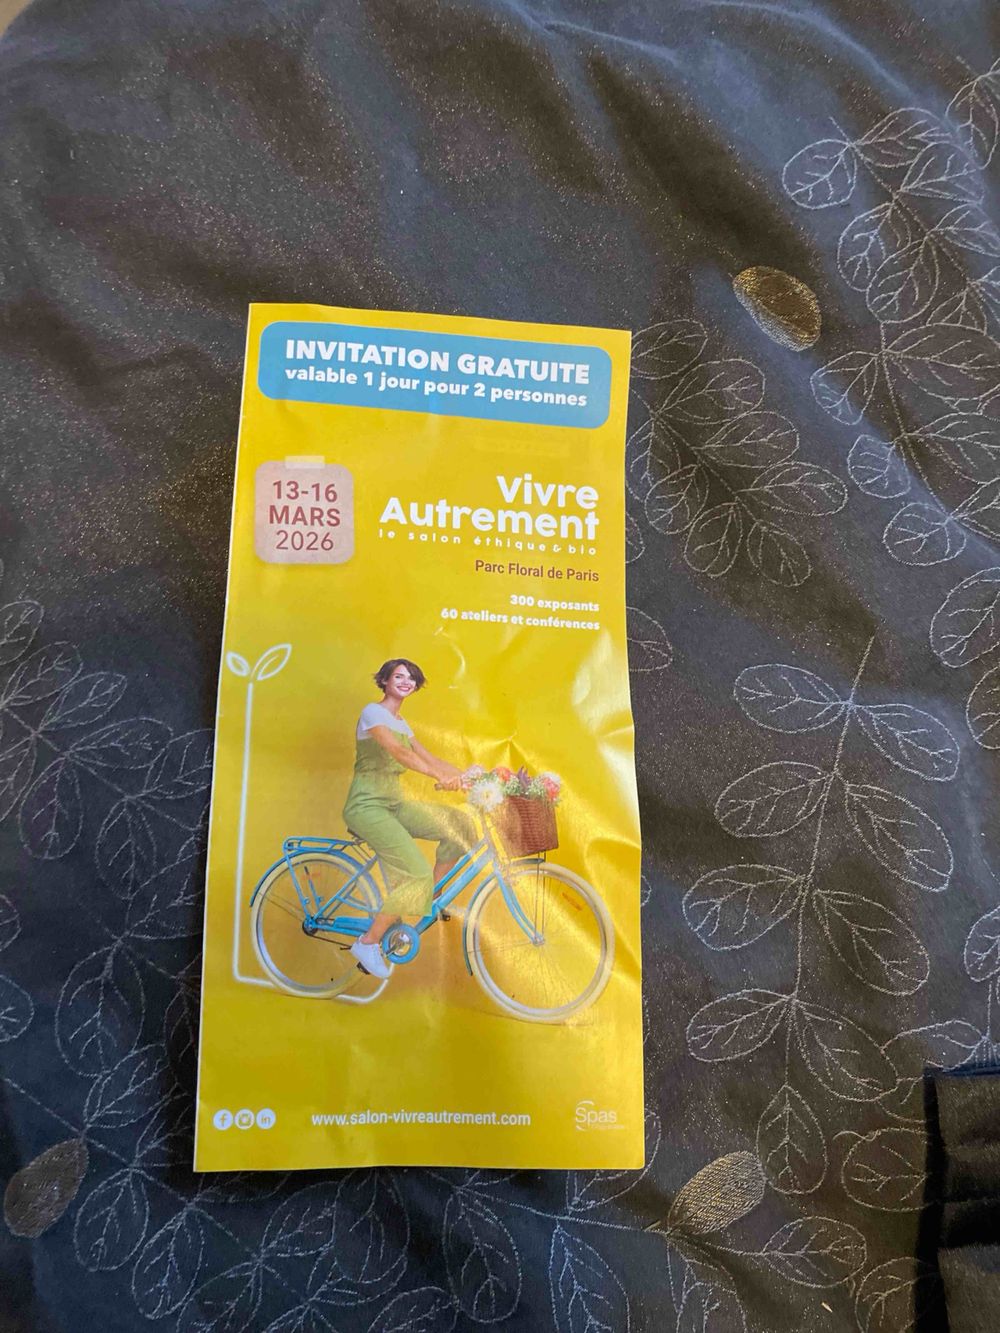 INVITATION GRATUITE
valable 1 jour pour 2 personnes
13-16
MARS
2026
Vivre
Autrement
le salon éthique & bio
Parc Floral de Paris
300 exposants
60 ateliers et conférences
www.salon-vivreautrement.com
Spas